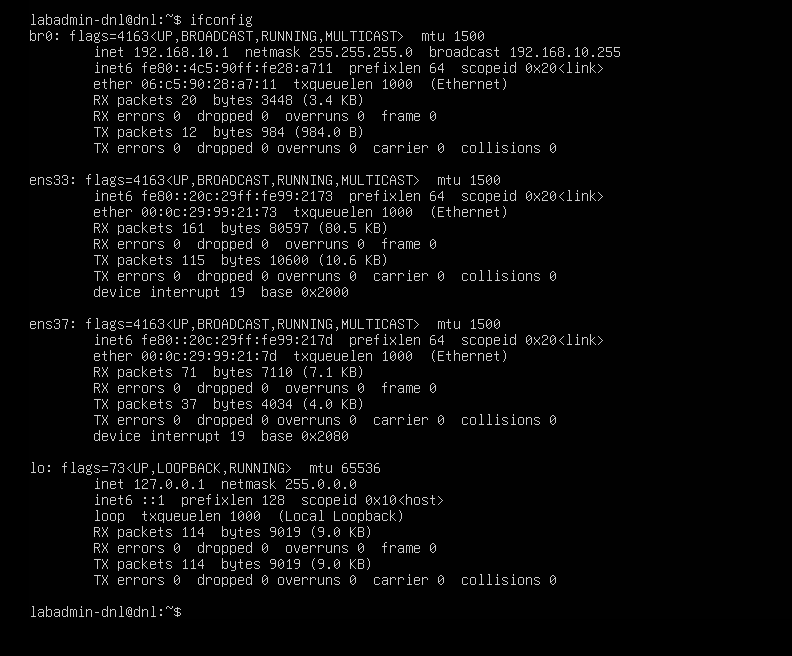 labadmin-dnl@dnl:~$ ifconfig
br0: flags=4163<UP,BROADCAST,RUNNING,MULTICAST>  mtu 1500
        inet 192.168.10.1  netmask 255.255.255.0  broadcast 192.168.10.255
        inet6 fe80::4c5:90ff:fe28:a711  prefixlen 64  scopeid 0x20<link>
        ether 06:c5:90:28:a7:11  txqueuelen 1000  (Ethernet)
        RX packets 20  bytes 3448 (3.4 KB)
        RX errors 0  dropped 0  overruns 0  frame 0
        TX packets 12  bytes 984 (984.0 B)
        TX errors 0  dropped 0 overruns 0  carrier 0  collisions 0

ens33: flags=4163<UP,BROADCAST,RUNNING,MULTICAST>  mtu 1500
        inet6 fe80::20c:29ff:fe99:2173  prefixlen 64  scopeid 0x20<link>
        ether 00:0c:29:99:21:73  txqueuelen 1000  (Ethernet)
        RX packets 161  bytes 80597 (80.5 KB)
        RX errors 0  dropped 0  overruns 0  frame 0
        TX packets 115  bytes 10600 (10.6 KB)
        TX errors 0  dropped 0 overruns 0  carrier 0  collisions 0
        device interrupt 19  base 0x2000

ens37: flags=4163<UP,BROADCAST,RUNNING,MULTICAST>  mtu 1500
        inet6 fe80::20c:29ff:fe99:217d  prefixlen 64  scopeid 0x20<link>
        ether 00:0c:29:99:21:7d  txqueuelen 1000  (Ethernet)
        RX packets 71  bytes 7110 (7.1 KB)
        RX errors 0  dropped 0  overruns 0  frame 0
        TX packets 37  bytes 4034 (4.0 KB)
        TX errors 0  dropped 0 overruns 0  carrier 0  collisions 0
        device interrupt 19  base 0x2080

lo: flags=73<UP,LOOPBACK,RUNNING>  mtu 65536
        inet 127.0.0.1  netmask 255.0.0.0
        inet6 ::1  prefixlen 128  scopeid 0x10<host>
        loop  txqueuelen 1000  (Local Loopback)
        RX packets 114  bytes 9019 (9.0 KB)
        RX errors 0  dropped 0  overruns 0  frame 0
        TX packets 114  bytes 9019 (9.0 KB)
        TX errors 0  dropped 0 overruns 0  carrier 0  collisions 0

labadmin-dnl@dnl:~$